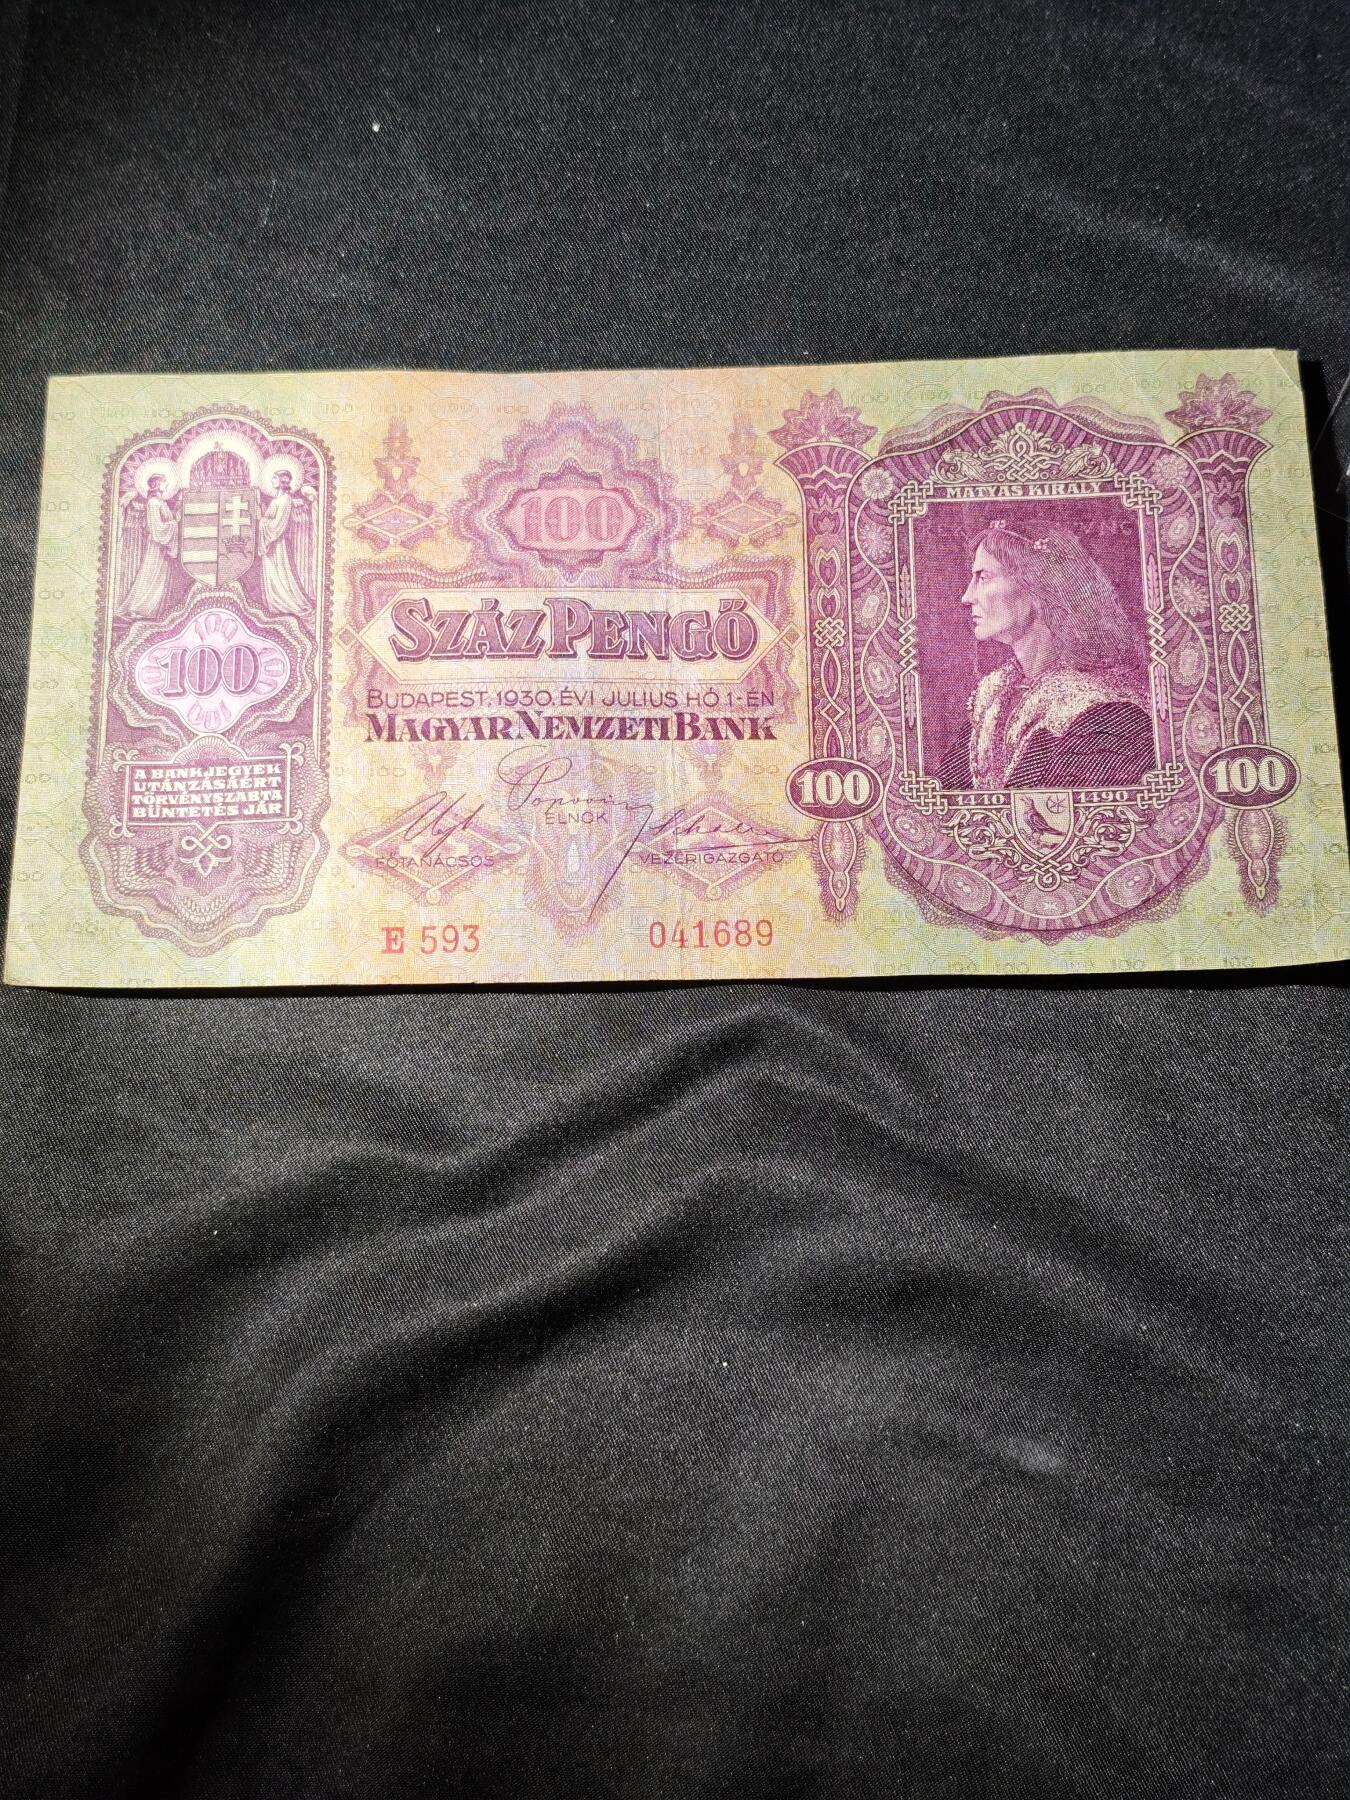 100
SZÁZ PENGŐ
BUDAPEST, 1930. ÉVI JULIUS HÓ 1-ÉN
MAGYAR NEMZETI BANK
FŐTANÁCSOS
ELNÖK
VEZÉRIGAZGATÓ
E 593
041689
100
A BANKJEGYEK
UTÁNZÁSÁÉRT
TÖRVÉNYSZABTA
BÜNTETÉS JÁR
MÁTYÁS KIRÁLY
1440 1490
100
100